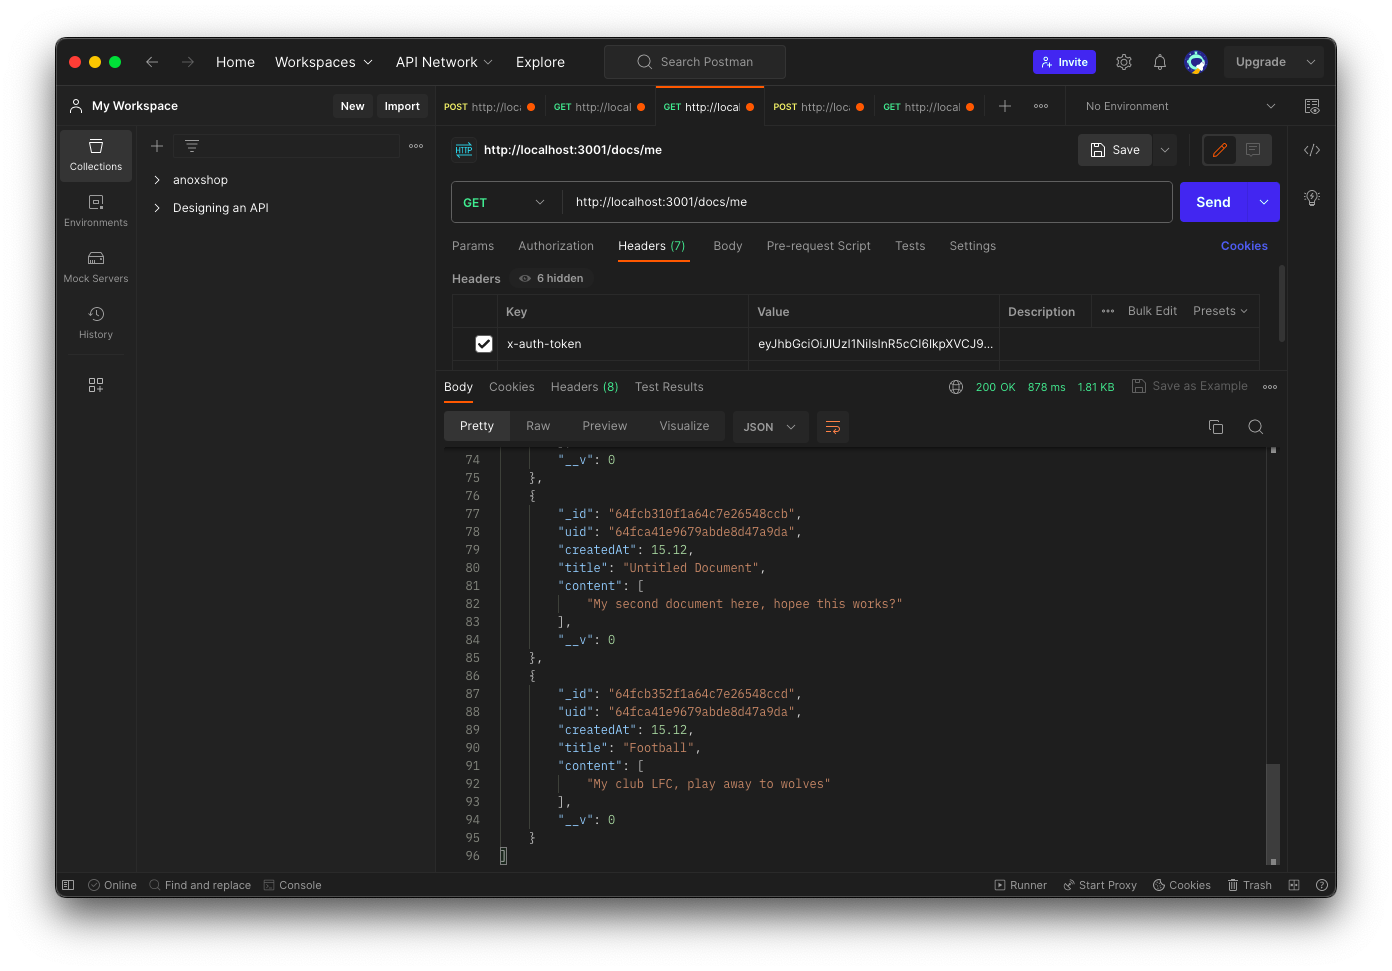 Home Workspaces API Network Explore Search Postman Invite Upgrade
My Workspace New Import POST http://loca GET http://local GET http://local POST http://loca GET http://local No Environment
Collections
anoxshop
Designing an API
Environments
Mock Servers
History
HTTP http://localhost:3001/docs/me Save
GET http://localhost:3001/docs/me Send
Params Authorization Headers (7) Body Pre-request Script Tests Settings Cookies
Headers 6 hidden
Key Value Description Bulk Edit Presets
x-auth-token eyJhbGciOiJIUzI1NiIsInR5cCI6IkpXVCJ9...
Body Cookies Headers (8) Test Results 200 OK 878 ms 1.81 KB Save as Example
Pretty Raw Preview Visualize JSON
74 "__v": 0
75 },
76 {
77 "_id": "64fcb310f1a64c7e26548ccb",
78 "uid": "64fca41e9679abde8d47a9da",
79 "createdAt": 15.12,
80 "title": "Untitled Document",
81 "content": [
82 "My second document here, hopee this works?"
83 ],
84 "__v": 0
85 },
86 {
87 "_id": "64fcb352f1a64c7e26548ccd",
88 "uid": "64fca41e9679abde8d47a9da",
89 "createdAt": 15.12,
90 "title": "Football",
91 "content": [
92 "My club LFC, play away to wolves"
93 ],
94 "__v": 0
95 }
96 ]
Online Find and replace Console Runner Start Proxy Cookies Trash